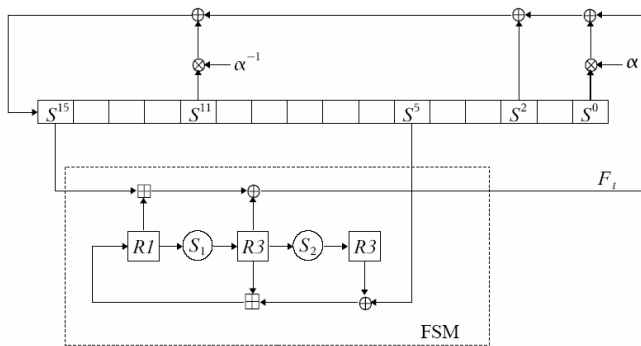 α⁻¹
α
S¹⁵ S¹¹ S⁵ S² S⁰
F_t
R1 S₁ R3 S₂ R3
FSM